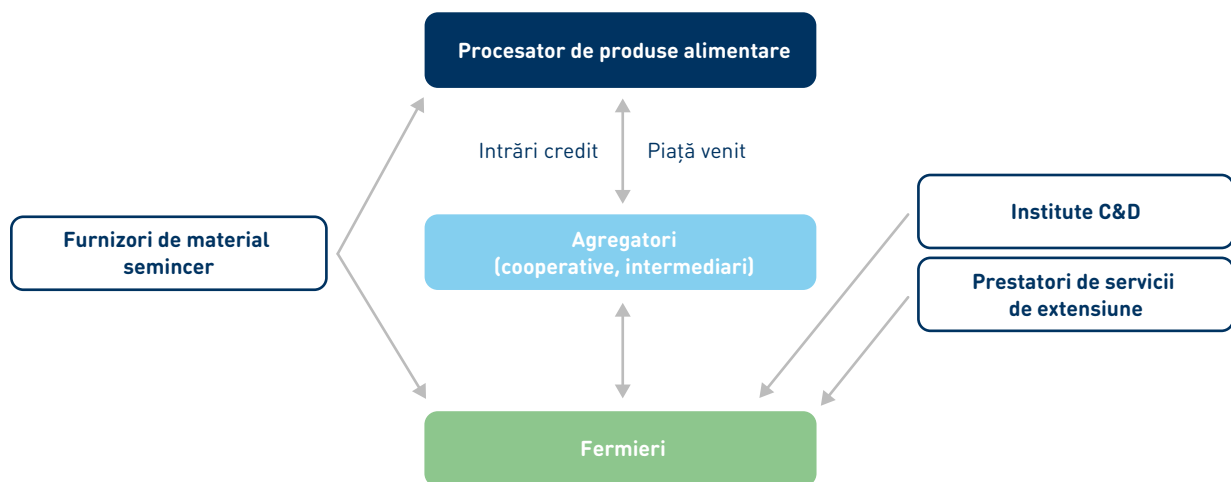 Procesator de produse alimentare
Intrări credit
Piață venit
Furnizori de material
semincer
Agregatori
(cooperative, intermediari)
Institute C&D
Prestatori de servicii
de extensiune
Fermieri